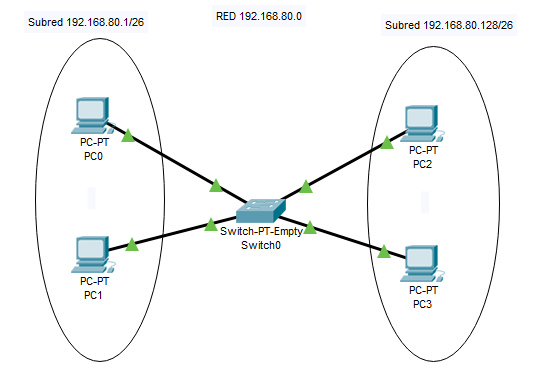 Subred 192.168.80.1/26
RED 192.168.80.0
Subred 192.168.80.128/26
PC-PT
PC0
PC-PT
PC2
Switch-PT-Empty
Switch0
PC-PT
PC1
PC-PT
PC3